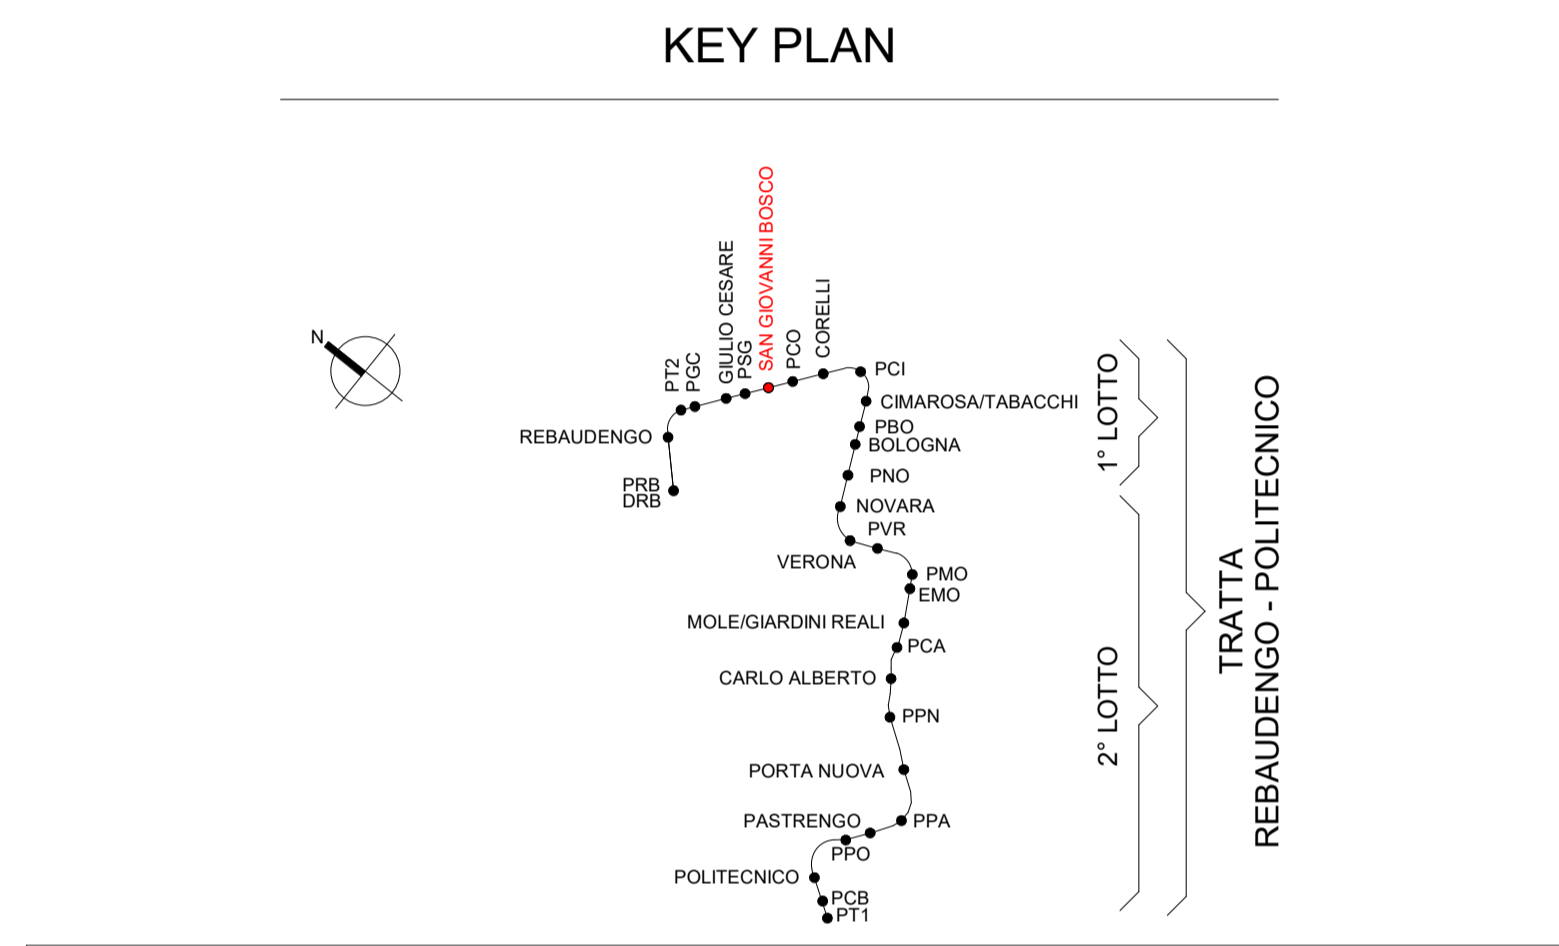 KEY PLAN
N
PT2
PGC
GIULIO CESARE
PSG
SAN GIOVANNI BOSCO
PCO
CORELLI
PCI
CIMAROSA/TABACCHI
PBO
BOLOGNA
REBAUDENGO
PRB
DRB
PNO
NOVARA
PVR
VERONA
PMO
EMO
MOLE/GIARDINI REALI
PCA
CARLO ALBERTO
PPN
PORTA NUOVA
PASTRENGO
PPA
PPO
POLITECNICO
PCB
PT1
1° LOTTO
2° LOTTO
TRATTA
REBAUDENGO - POLITECNICO